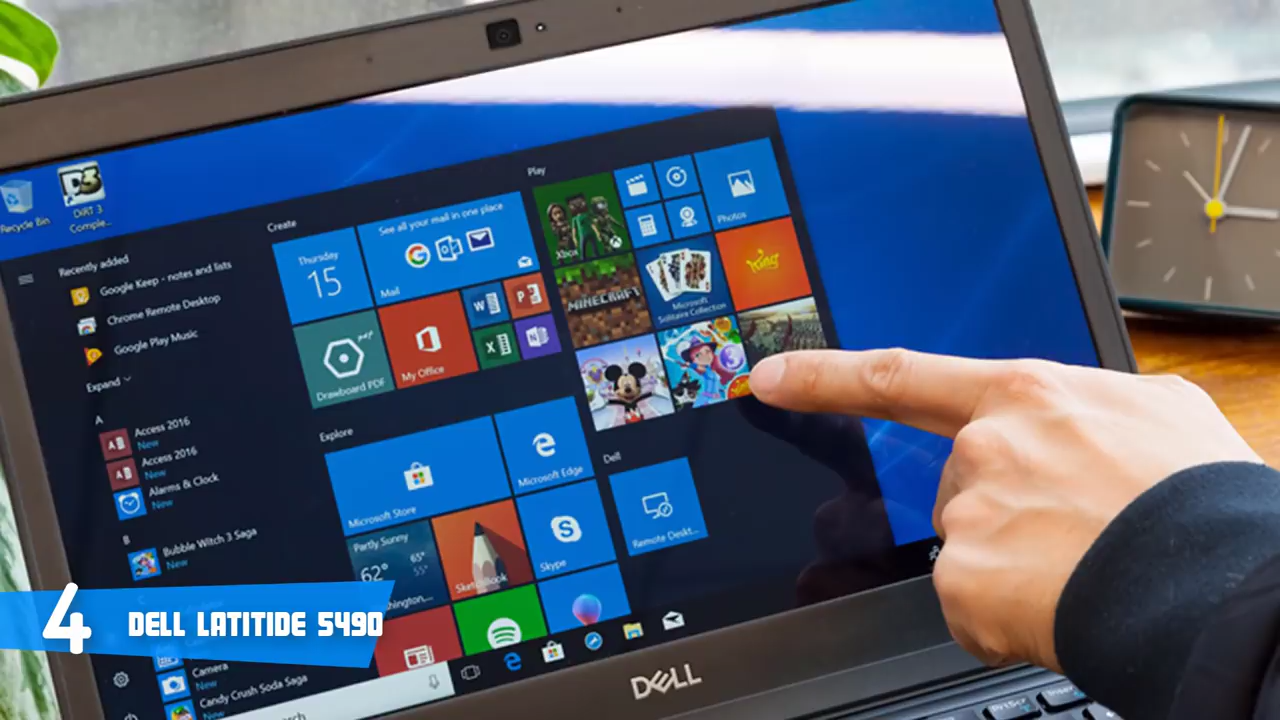 Recycle Bin
DiRT 3
Comple...
Recently added
Google Keep - notes and lists
Chrome Remote Desktop
Google Play Music
Expand
A
Access 2016
New
Access 2016
New
Alarms & Clock
New
B
Bubble Witch 3 Saga
New
Camera
New
Candy Crush Soda Saga
New
Create
Thursday
15
See all your mail in one place
Mail
Drawboard PDF
My Office
Explore
Microsoft Store
Microsoft Edge
Partly Sunny
62°
65°
55°
Skype
Play
Xbox
Photos
MINECRAFT
Microsoft
Solitaire Collection
King
Dell
Remote Deskt...
DELL
PrtScr
Insert
4 DELL LATITIDE 5490